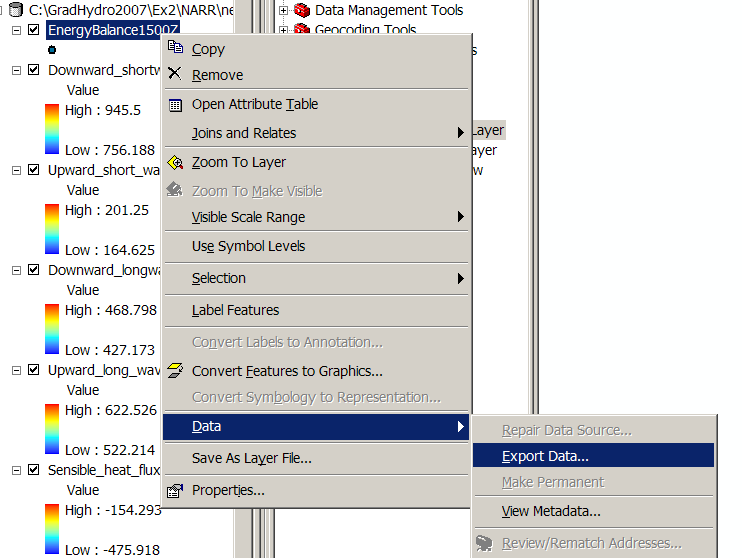 C:\GradHydro2007\Ex2\NARR\ne
EnergyBalance1500Z
Downward_shortw
Value
High : 945.5
Low : 756.188
Upward_short_wa
Value
High : 201.25
Low : 164.625
Downward_longwa
Value
High : 468.798
Low : 427.173
Upward_long_wav
Value
High : 622.526
Low : 522.214
Sensible_heat_flux
Value
High : -154.293
Low : -475.918
Copy
Remove
Open Attribute Table
Joins and Relates
Zoom To Layer
Zoom To Make Visible
Visible Scale Range
Use Symbol Levels
Selection
Label Features
Convert Labels to Annotation...
Convert Features to Graphics...
Convert Symbology to Representation...
Data
Save As Layer File...
Properties...
Data Management Tools
Geocoding Tools
s
Layer
ayer
w
Repair Data Source...
Export Data...
Make Permanent
View Metadata...
Review/Rematch Addresses...